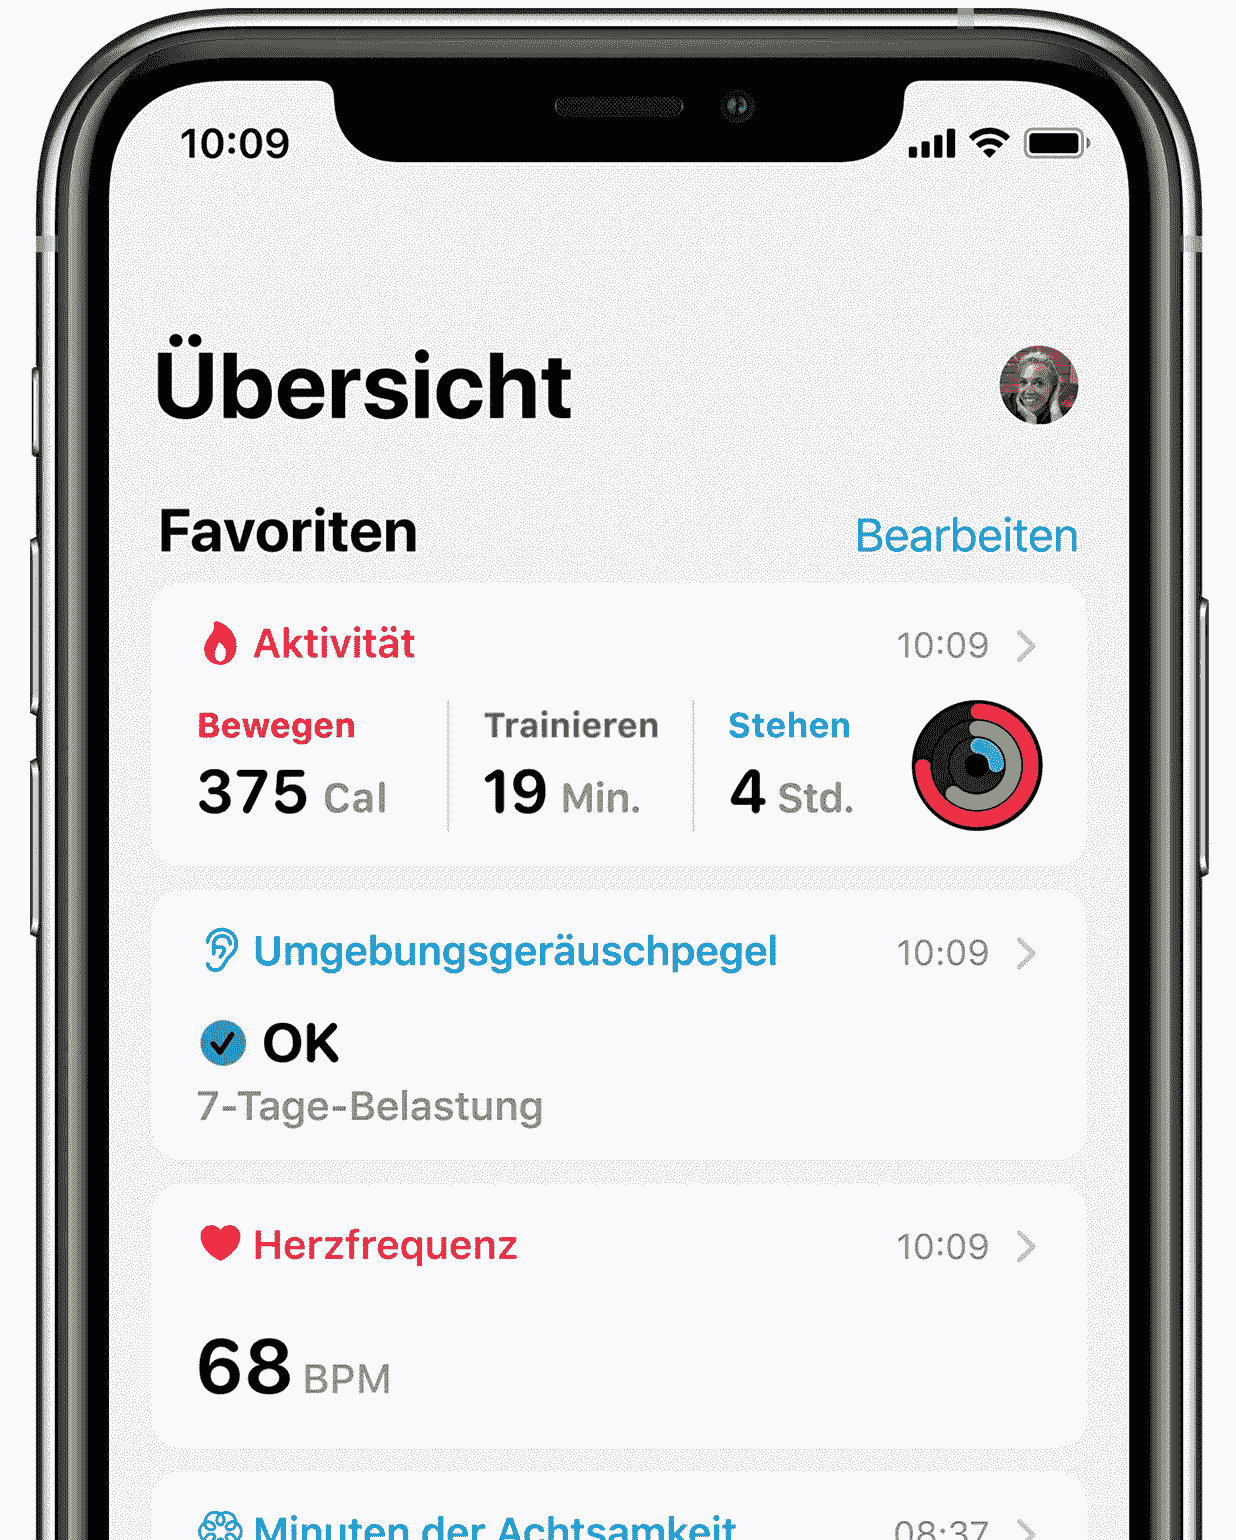 10:09
Übersicht
Favoriten Bearbeiten
Aktivität 10:09
Bewegen Trainieren Stehen
375 Cal 19 Min. 4 Std.
Umgebungsgeräuschpegel 10:09
OK
7-Tage-Belastung
Herzfrequenz 10:09
68 BPM
Minuten der Achtsamkeit 08:37